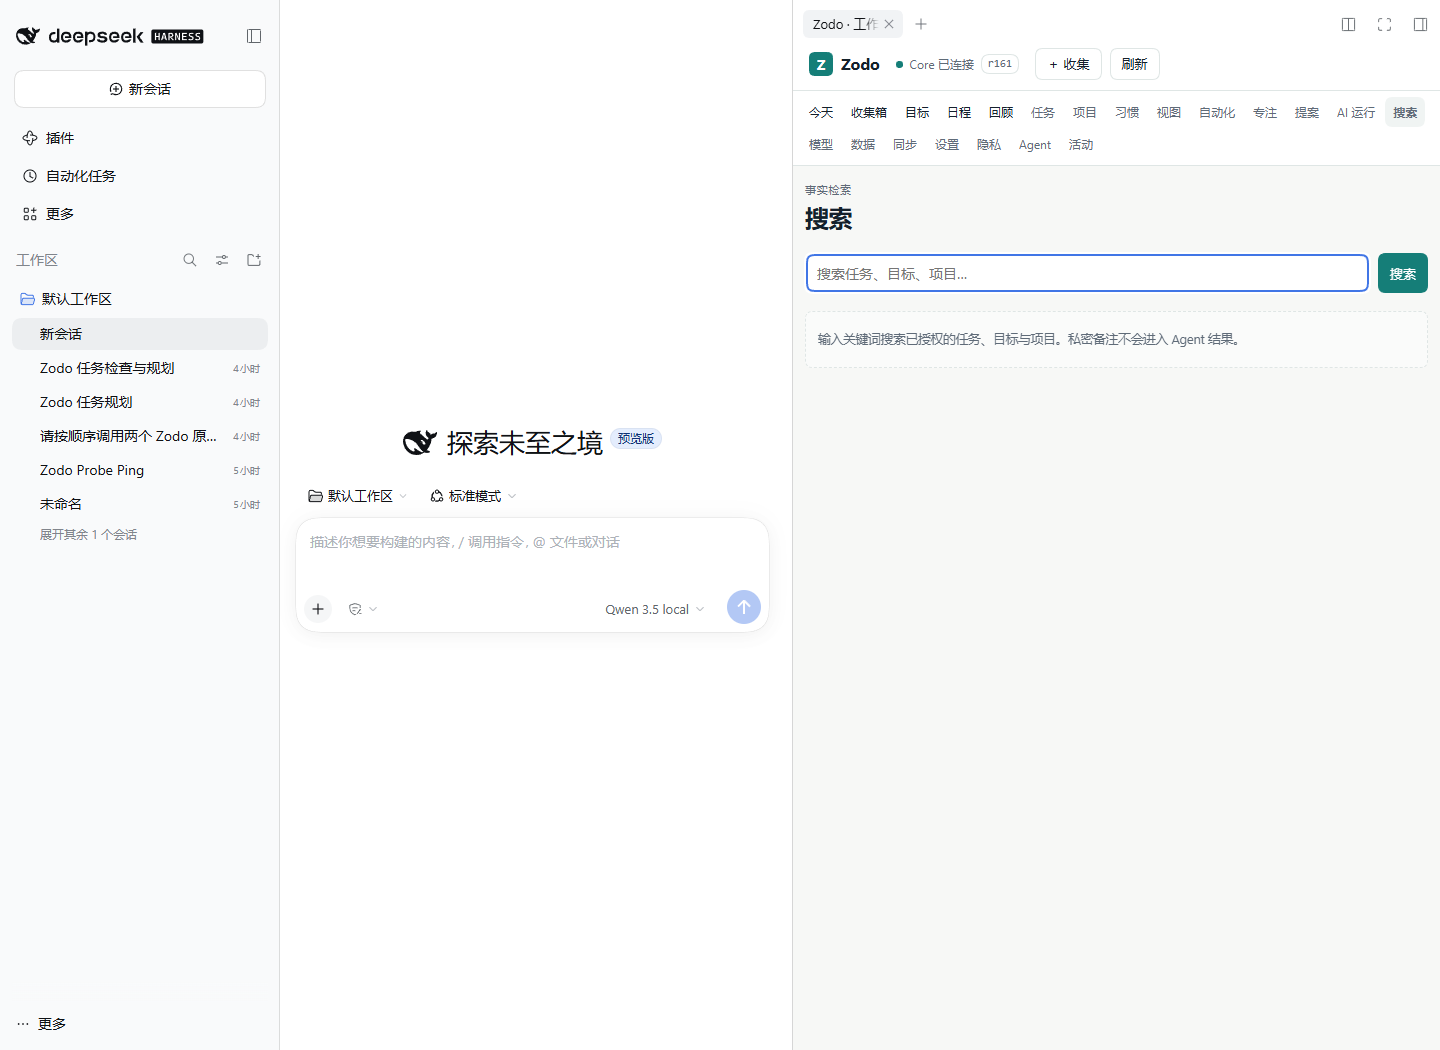 deepseek HARNESS
新会话
插件
自动化任务
更多
工作区
默认工作区
新会话
Zodo 任务检查与规划 4小时
Zodo 任务规划 4小时
请按顺序调用两个 Zodo 原... 4小时
Zodo Probe Ping 5小时
未命名 5小时
展开其余 1 个会话
更多
探索未至之境 预览版
默认工作区 标准模式
描述你想要构建的内容, / 调用指令, @ 文件或对话
Qwen 3.5 local
Zodo · 工作
Z Zodo Core 已连接 r161 + 收集 刷新
今天 收集箱 目标 日程 回顾 任务 项目 习惯 视图 自动化 专注 提案 AI 运行 搜索
模型 数据 同步 设置 隐私 Agent 活动
事实检索
搜索
搜索任务、目标、项目... 搜索
输入关键词搜索已授权的任务、目标与项目。私密备注不会进入 Agent 结果。